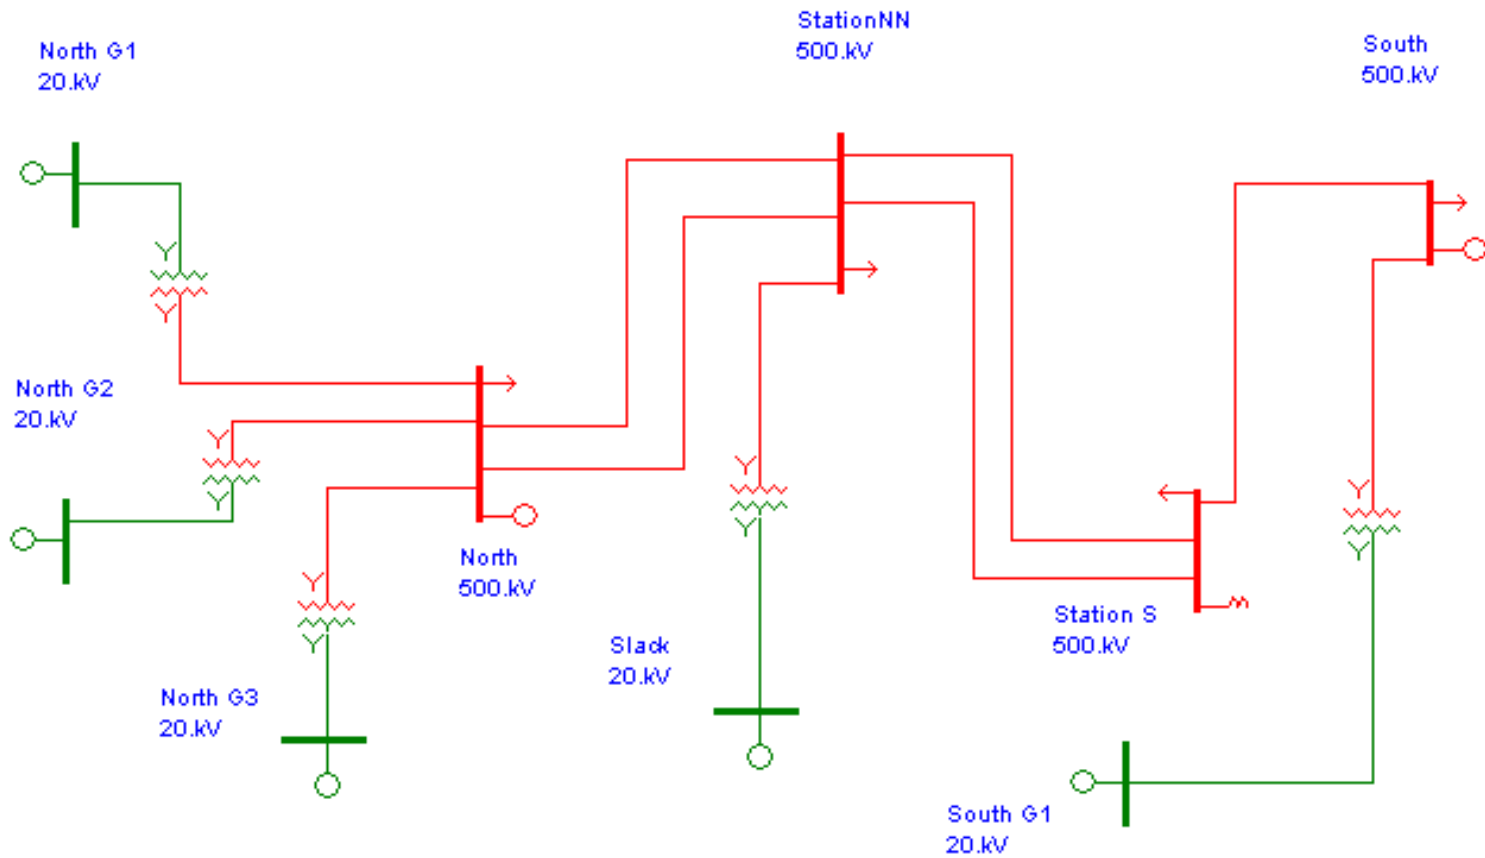 StationNN
500.kV
South
500.kV
North G1
20.kV
North G2
20.kV
North
500.kV
Station S
500.kV
Slack
20.kV
North G3
20.kV
South G1
20.kV